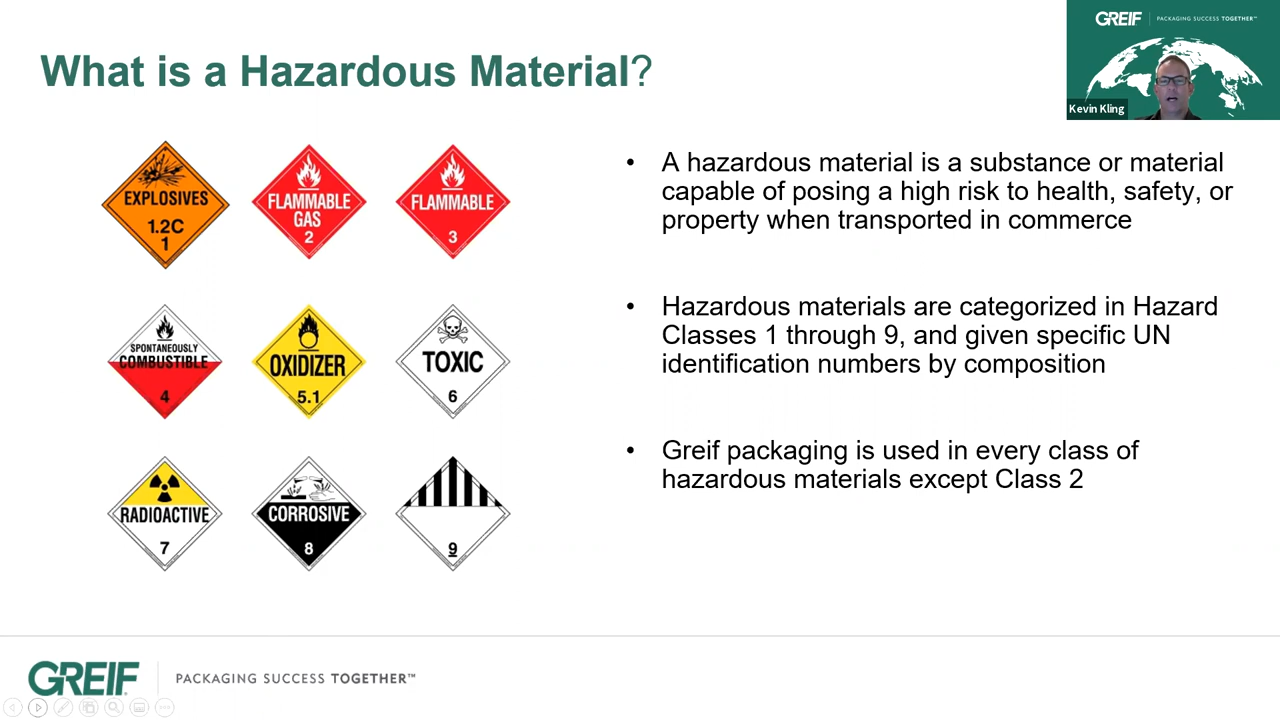 GREIF PACKAGING SUCCESS TOGETHER™
Kevin Kling
What is a Hazardous Material?
EXPLOSIVES
1.2C
1
FLAMMABLE
GAS
2
FLAMMABLE
3
SPONTANEOUSLY
COMBUSTIBLE
4
OXIDIZER
5.1
TOXIC
6
RADIOACTIVE
7
CORROSIVE
8
9
• A hazardous material is a substance or material
capable of posing a high risk to health, safety, or
property when transported in commerce
• Hazardous materials are categorized in Hazard
Classes 1 through 9, and given specific UN
identification numbers by composition
• Greif packaging is used in every class of
hazardous materials except Class 2
GREIF PACKAGING SUCCESS TOGETHER™